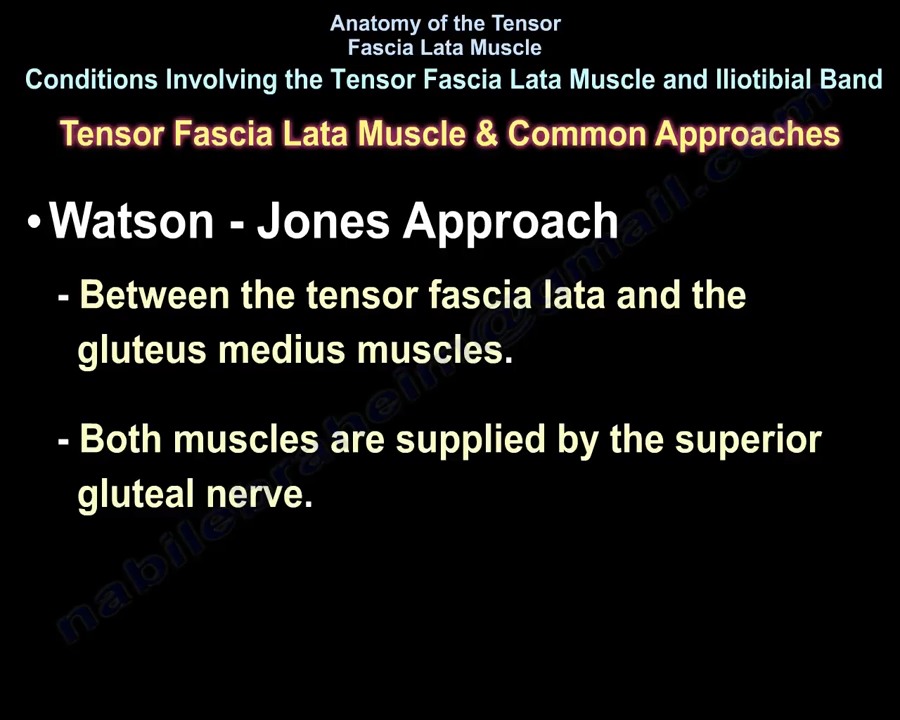 Anatomy of the Tensor
Fascia Lata Muscle
Conditions Involving the Tensor Fascia Lata Muscle and Iliotibial Band
Tensor Fascia Lata Muscle & Common Approaches
• Watson - Jones Approach
- Between the tensor fascia lata and the
gluteus medius muscles.
- Both muscles are supplied by the superior
gluteal nerve.